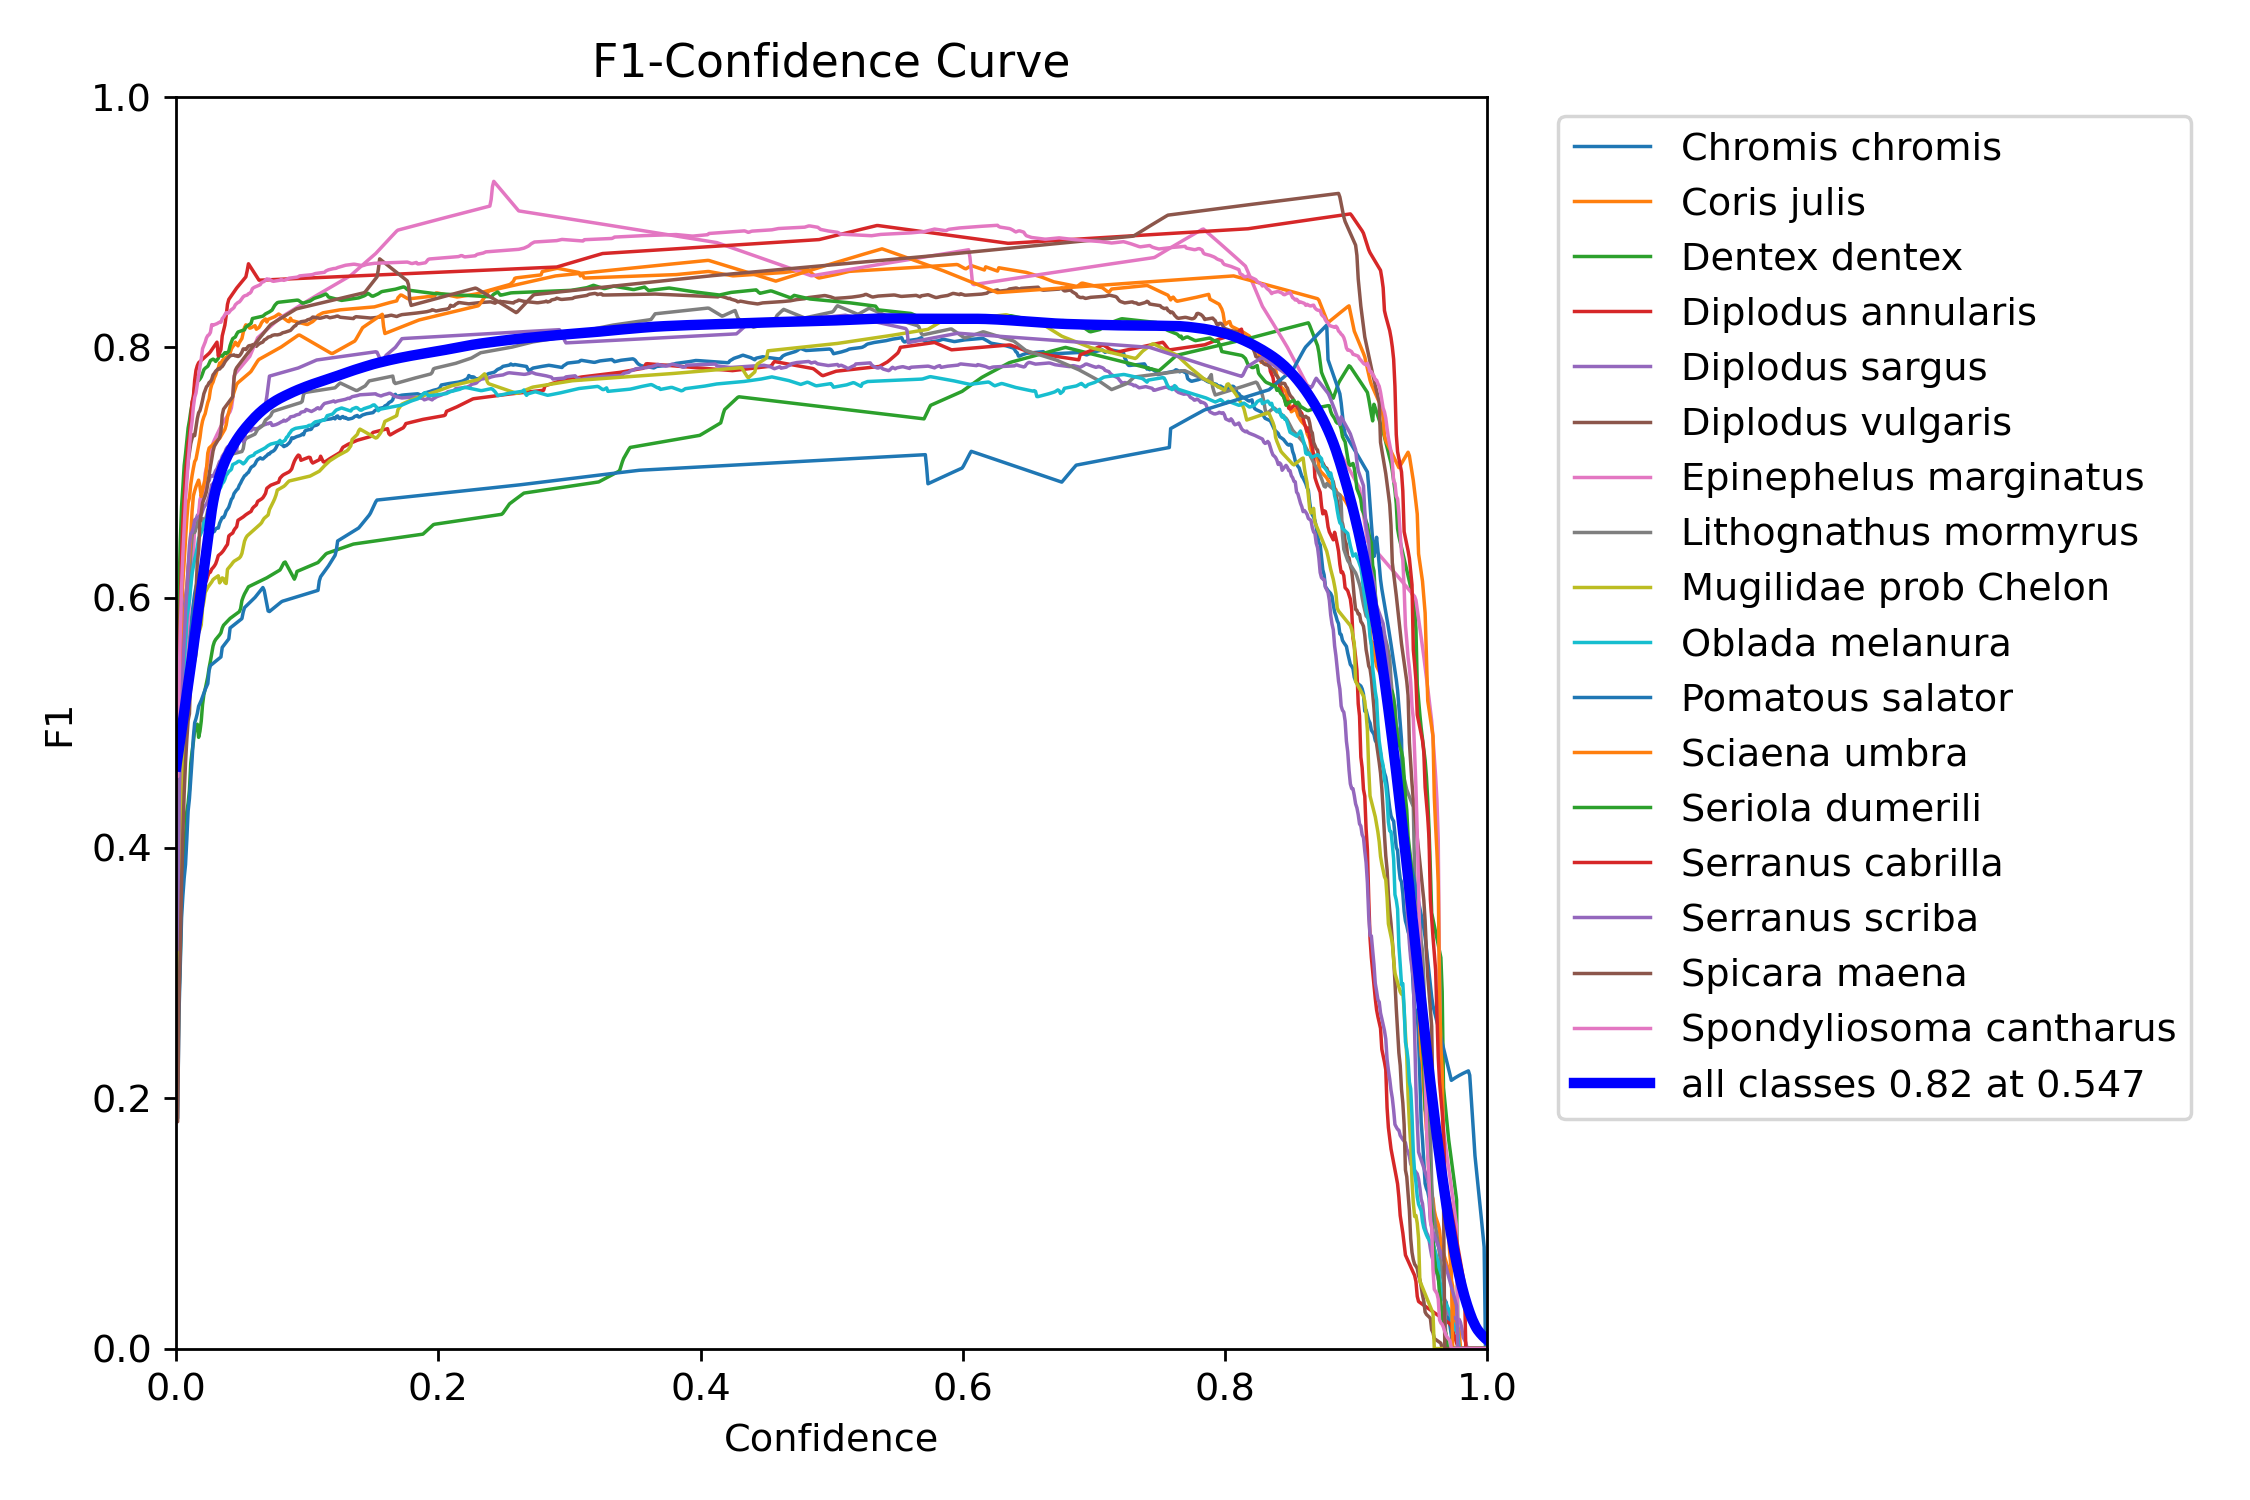 F1-Confidence Curve
1.0
0.8
0.6
0.4
0.2
0.0
F1
0.0 0.2 0.4 0.6 0.8 1.0
Confidence
Chromis chromis
Coris julis
Dentex dentex
Diplodus annularis
Diplodus sargus
Diplodus vulgaris
Epinephelus marginatus
Lithognathus mormyrus
Mugilidae prob Chelon
Oblada melanura
Pomatous salator
Sciaena umbra
Seriola dumerili
Serranus cabrilla
Serranus scriba
Spicara maena
Spondyliosoma cantharus
all classes 0.82 at 0.547